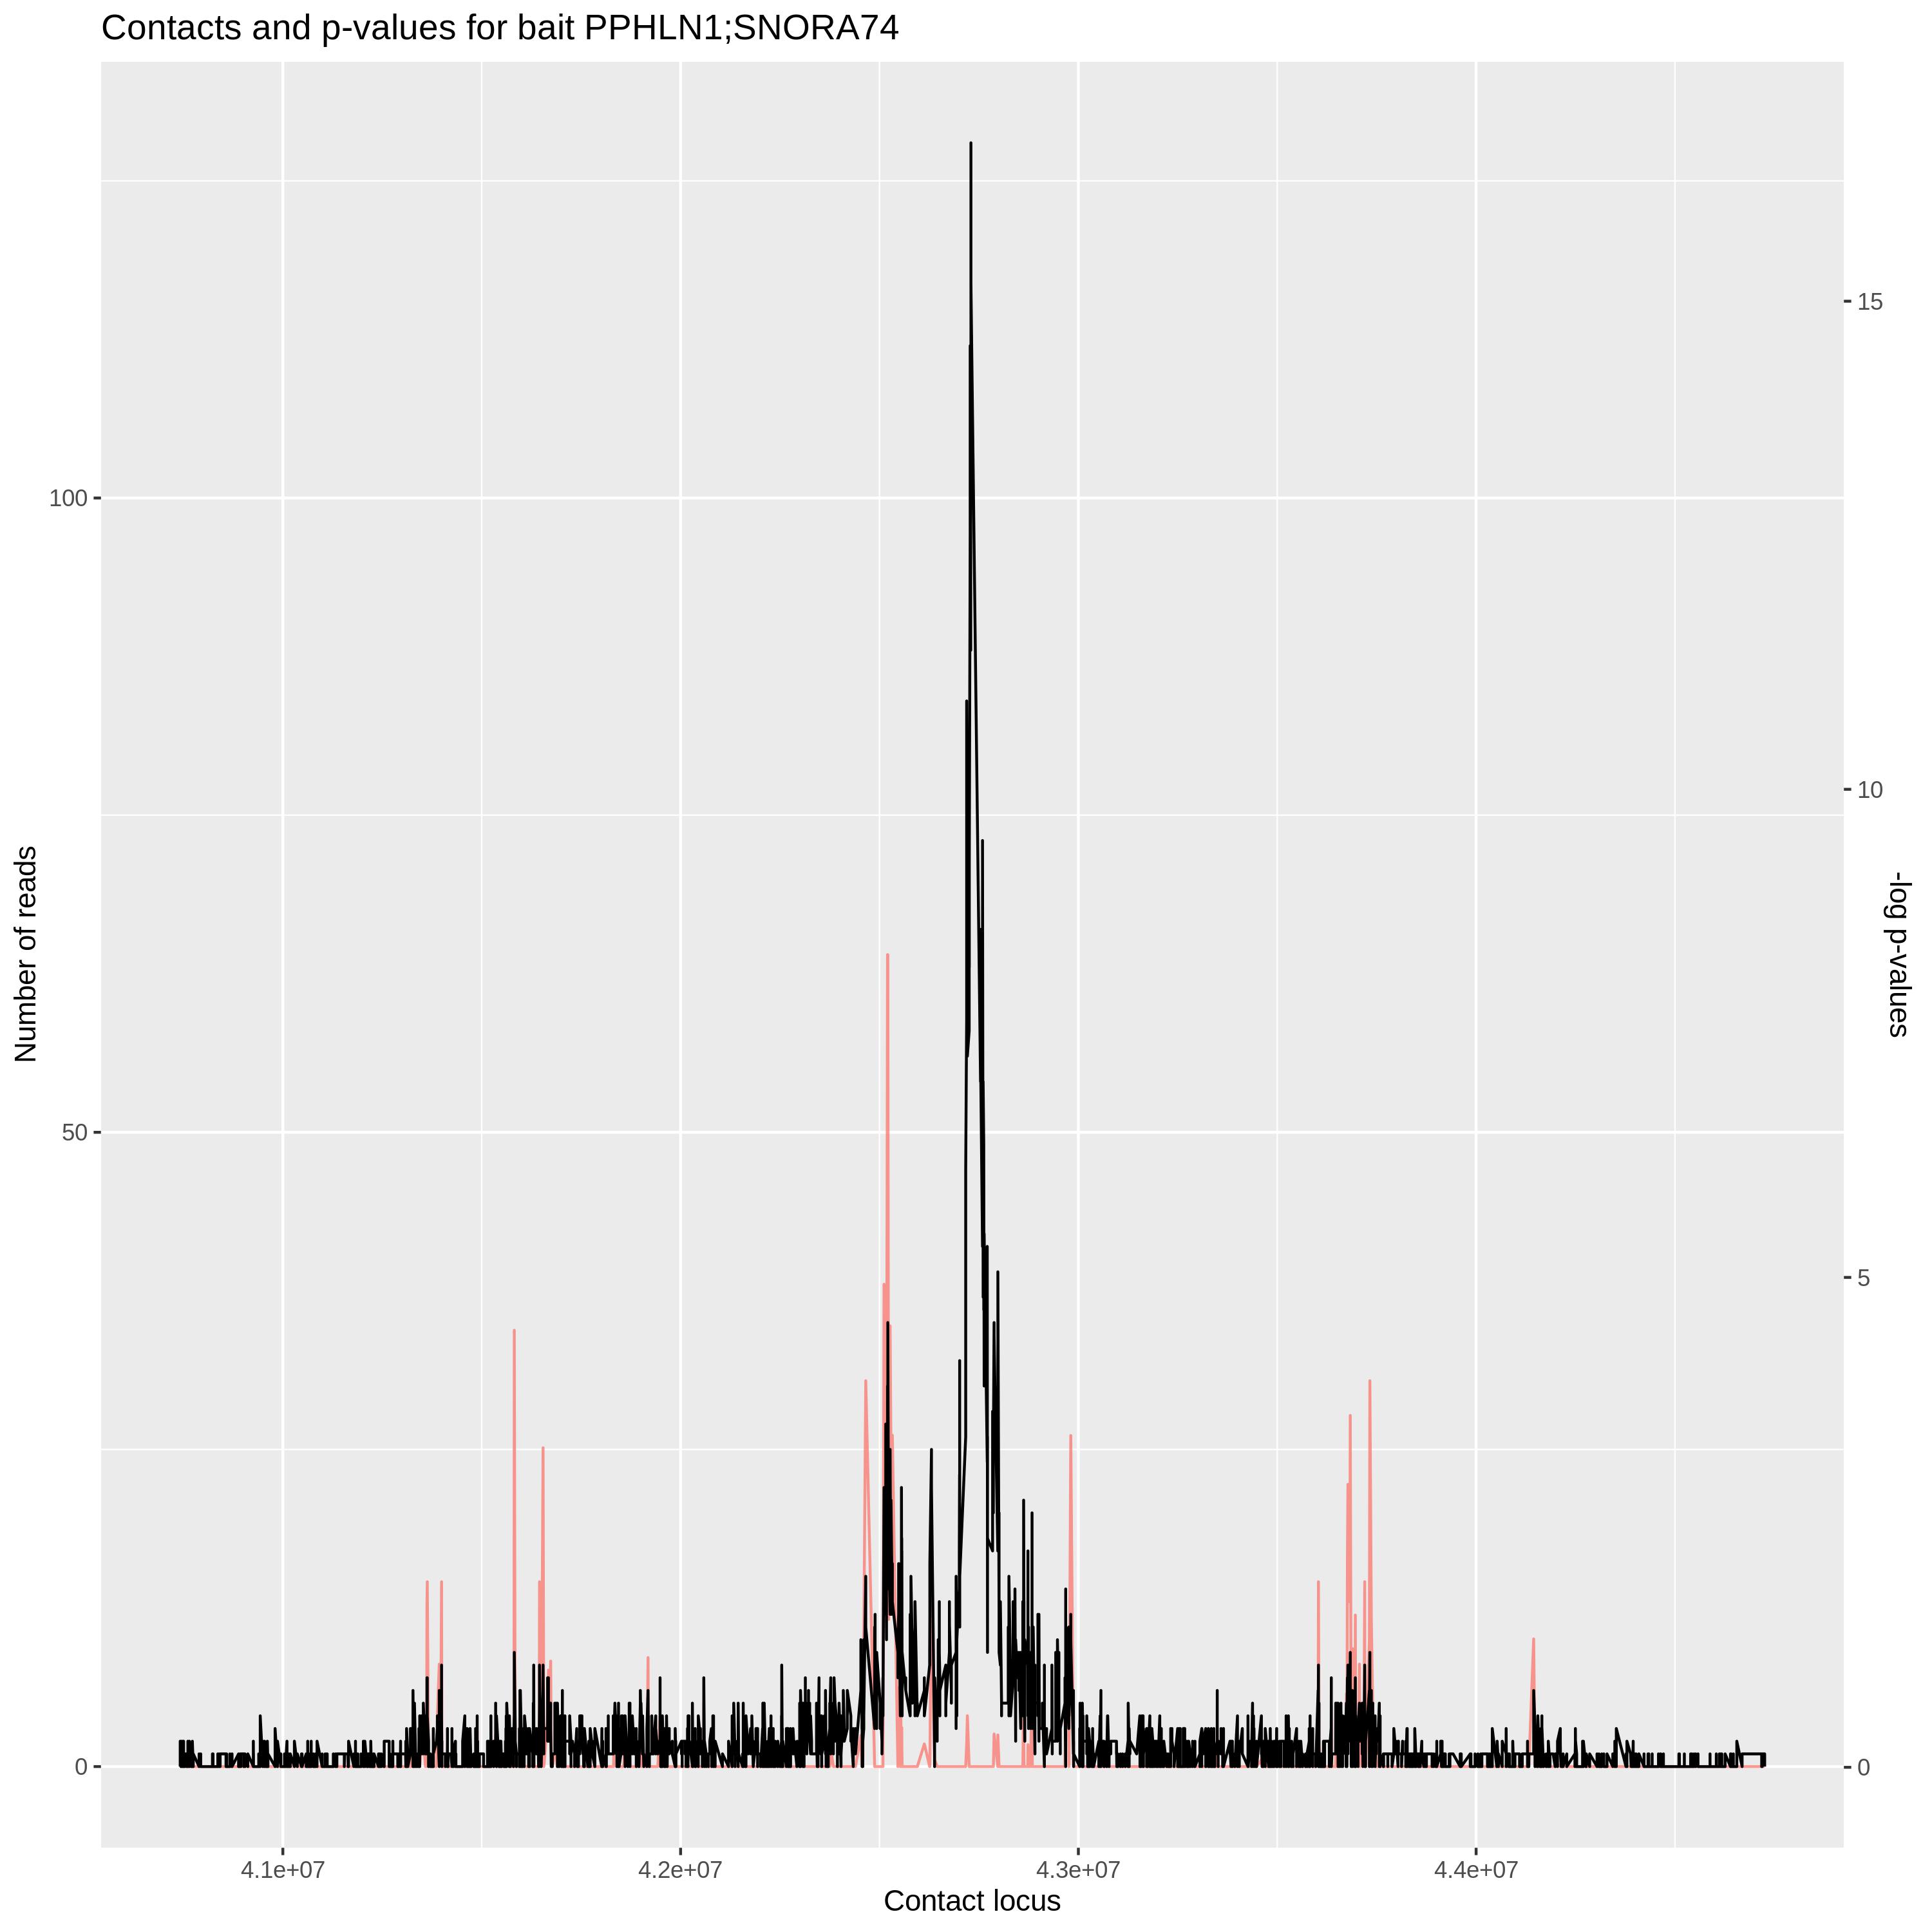 Contacts and p-values for bait PPHLN1;SNORA74
Number of reads
100
50
0
15
10
5
0
-log p-values
4.1e+07
4.2e+07
4.3e+07
4.4e+07
Contact locus